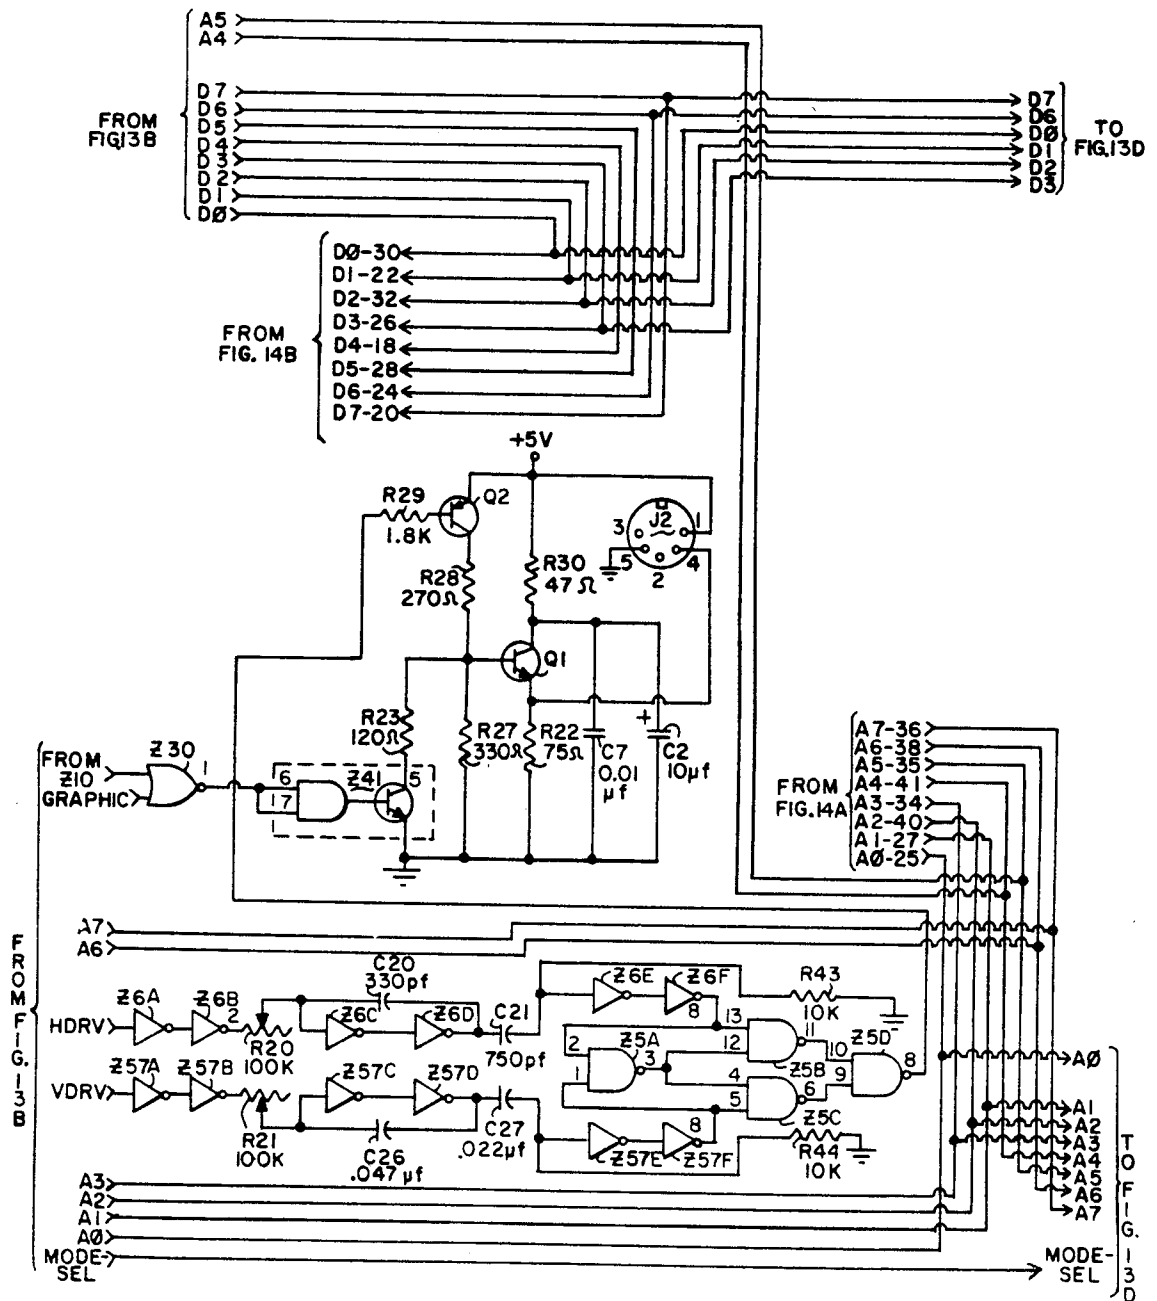 A5
A4
D7
D6
D5
D4
D3
D2
D1
DØ
FROM
FIG.13B
D7
D6
DØ
D1
D2
D3
TO
FIG.13D
DØ-30
D1-22
D2-32
D3-26
D4-18
D5-28
D6-24
D7-20
FROM
FIG. 14B
+5V
R29
1.8K
Q2
R28
270Ω
R30
47Ω
J2
3
1
5
4
2
Q1
R23
120Ω
R27
330Ω
R22
75Ω
C7
0.01
µf
+
C2
10µf
FROM
Z10
GRAPHIC
Z30
1
6
17
Z41
5
FROM
FIG.14A
A7-36
A6-38
A5-35
A4-41
A3-34
A2-40
A1-27
AØ-25
FROM FIG. 13B
A7
A6
HDRV
Z6A
Z6B
2
R20
100K
C20
330pf
Z6C
Z6D
C21
750pf
Z6E
Z6F
8
R43
10K
VDRV
Z57A
Z57B
R21
100K
Z57C
Z57D
C26
.047µf
C27
.022µf
2
1
Z5A
3
13
12
11
Z5B
4
5
6
Z5C
10
9
Z5D
8
Z57E
Z57F
8
R44
10K
A3
A2
A1
AØ
MODE-
SEL
AØ
A1
A2
A3
A4
A5
A6
A7
MODE-
SEL
TO FIG. 13D